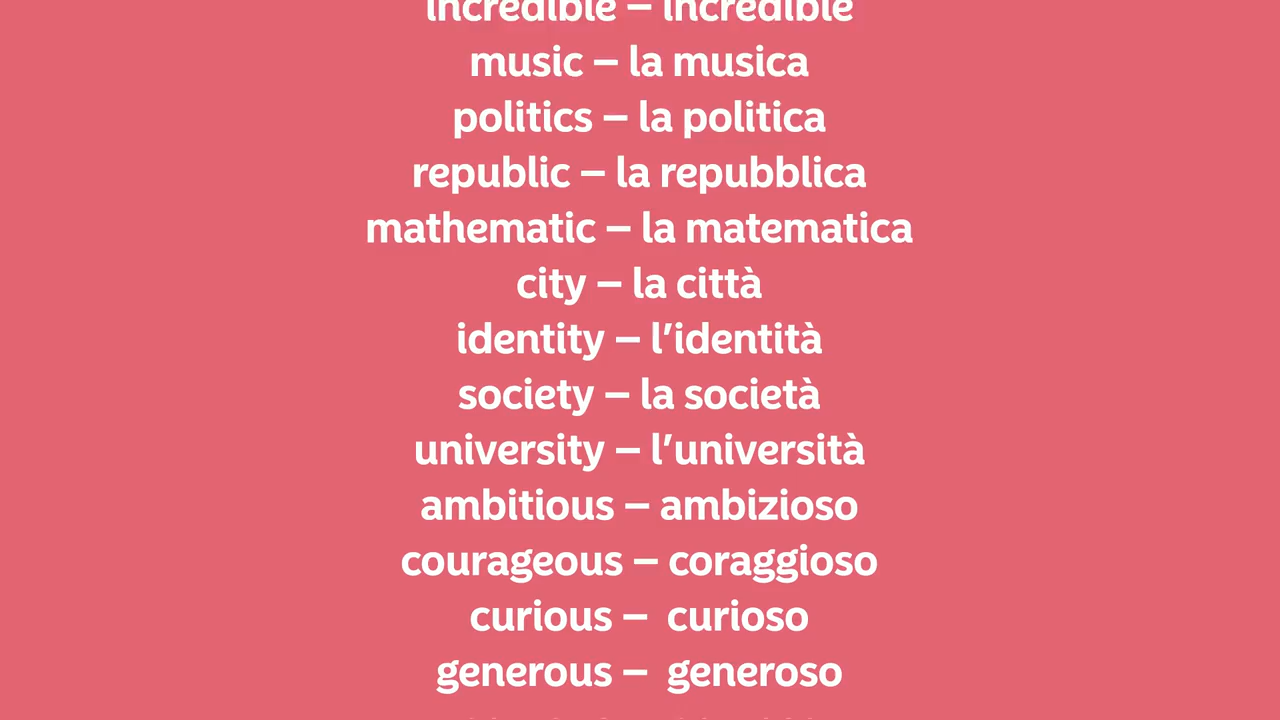 incredible – incredible
music – la musica
politics – la politica
republic – la repubblica
mathematic – la matematica
city – la città
identity – l’identità
society – la società
university – l’università
ambitious – ambizioso
courageous – coraggioso
curious – curioso
generous – generoso